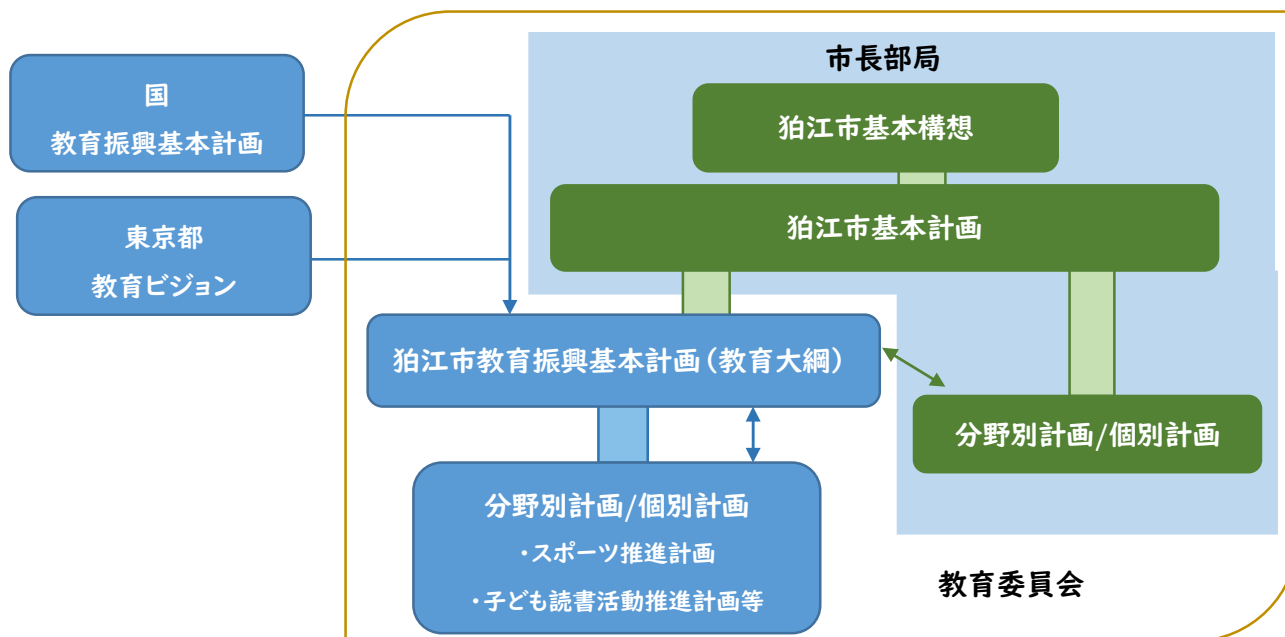 市長部局
国
教育振興基本計画
東京都
教育ビジョン
狛江市基本構想
狛江市基本計画
狛江市教育振興基本計画(教育大綱)
分野別計画/個別計画
分野別計画/個別計画
・スポーツ推進計画
・子ども読書活動推進計画等
教育委員会